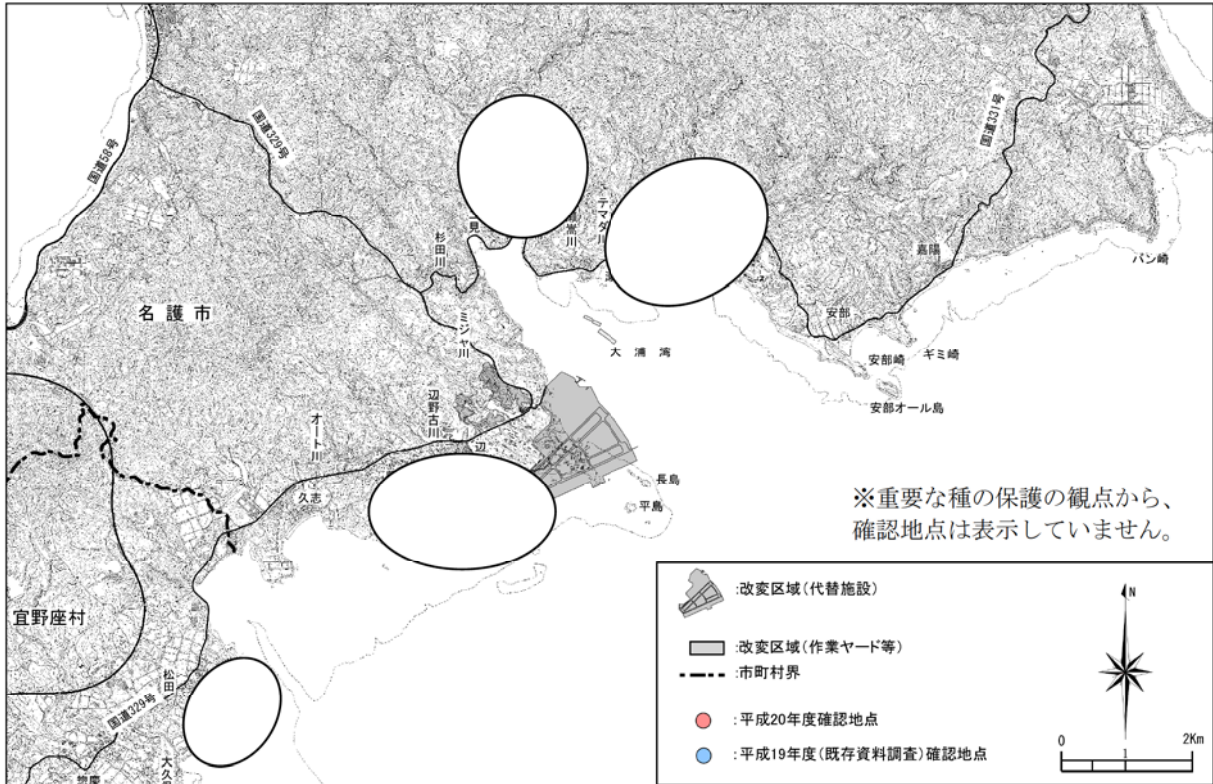 国道58号
国道329号
国道331号
杉田川
テマダ川
嘉陽
バン崎
名護市
ミジャ川
大浦湾
安部
安部崎
ギミ崎
安部オール島
辺野古川
オート川
辺
久志
長島
平島
※重要な種の保護の観点から、
確認地点は表示していません。
宜野座村
松田
国道329号
:改変区域(代替施設)
:改変区域(作業ヤード等)
:市町村界
:平成20年度確認地点
:平成19年度(既存資料調査)確認地点
N
0
1
2Km